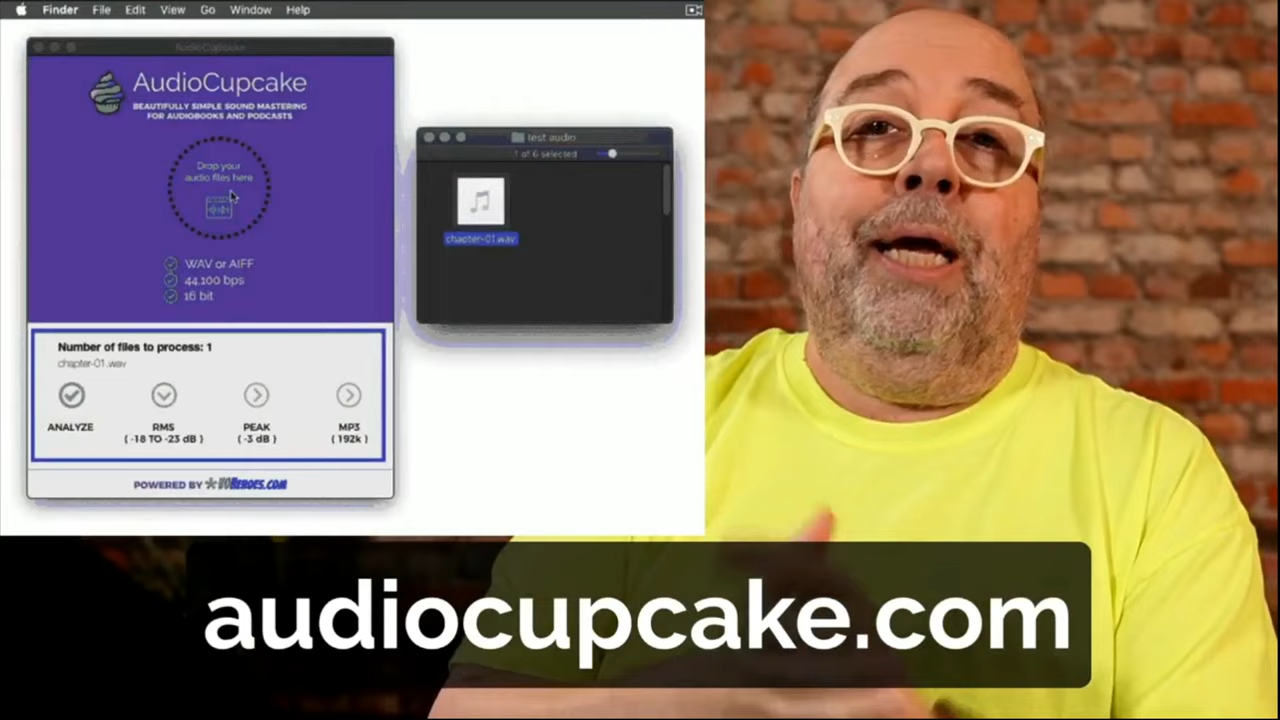 Finder File Edit View Go Window Help
AudioCupcake
AudioCupcake
BEAUTIFULLY SIMPLE SOUND MASTERING
FOR AUDIOBOOKS AND PODCASTS
Drop your
audio files here
WAV or AIFF
44,100 bps
16 bit
Number of files to process: 1
chapter-01.wav
ANALYZE RMS PEAK MP3
( -18 TO -23 dB ) ( -3 dB ) ( 192k )
POWERED BY VOHEROES.COM
test audio
1 of 6 selected
chapter-01.wav
audiocupcake.com